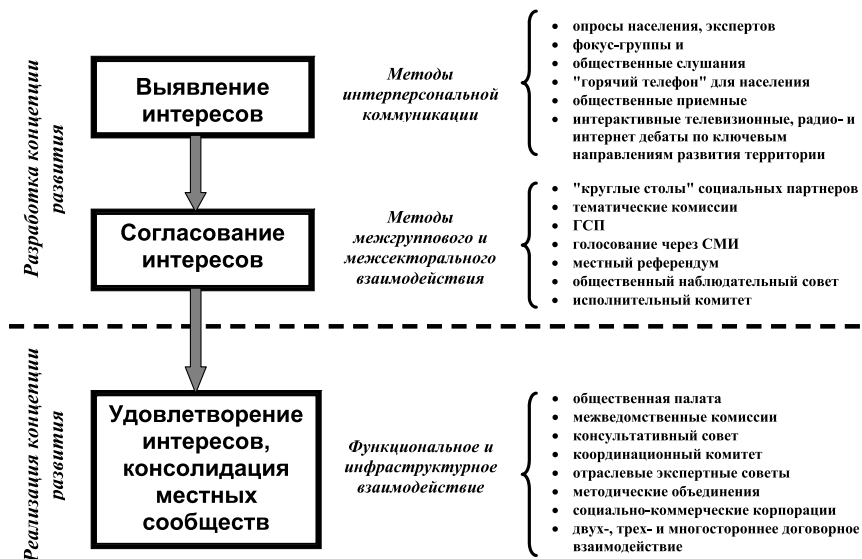 Разработка концепции
развития
Выявление
интересов
Методы
интерперсональной
коммуникации
• опросы населения, экспертов
• фокус-группы и
• общественные слушания
• "горячий телефон" для населения
• общественные приемные
• интерактивные телевизионные, радио- и
интернет дебаты по ключевым
направлениям развития территории
Согласование
интересов
Методы
межгруппового и
межсекторального
взаимодействия
• "круглые столы" социальных партнеров
• тематические комиссии
• ГСП
• голосование через СМИ
• местный референдум
• общественный наблюдательный совет
• исполнительный комитет
Реализация концепции
развития
Удовлетворение
интересов,
консолидация
местных
сообществ
Функциональное и
инфраструктурное
взаимодействие
• общественная палата
• межведомственные комиссии
• консультативный совет
• координационный комитет
• отраслевые экспертные советы
• методические объединения
• социально-коммерческие корпорации
• двух-, трех- и многостороннее договорное
взаимодействие